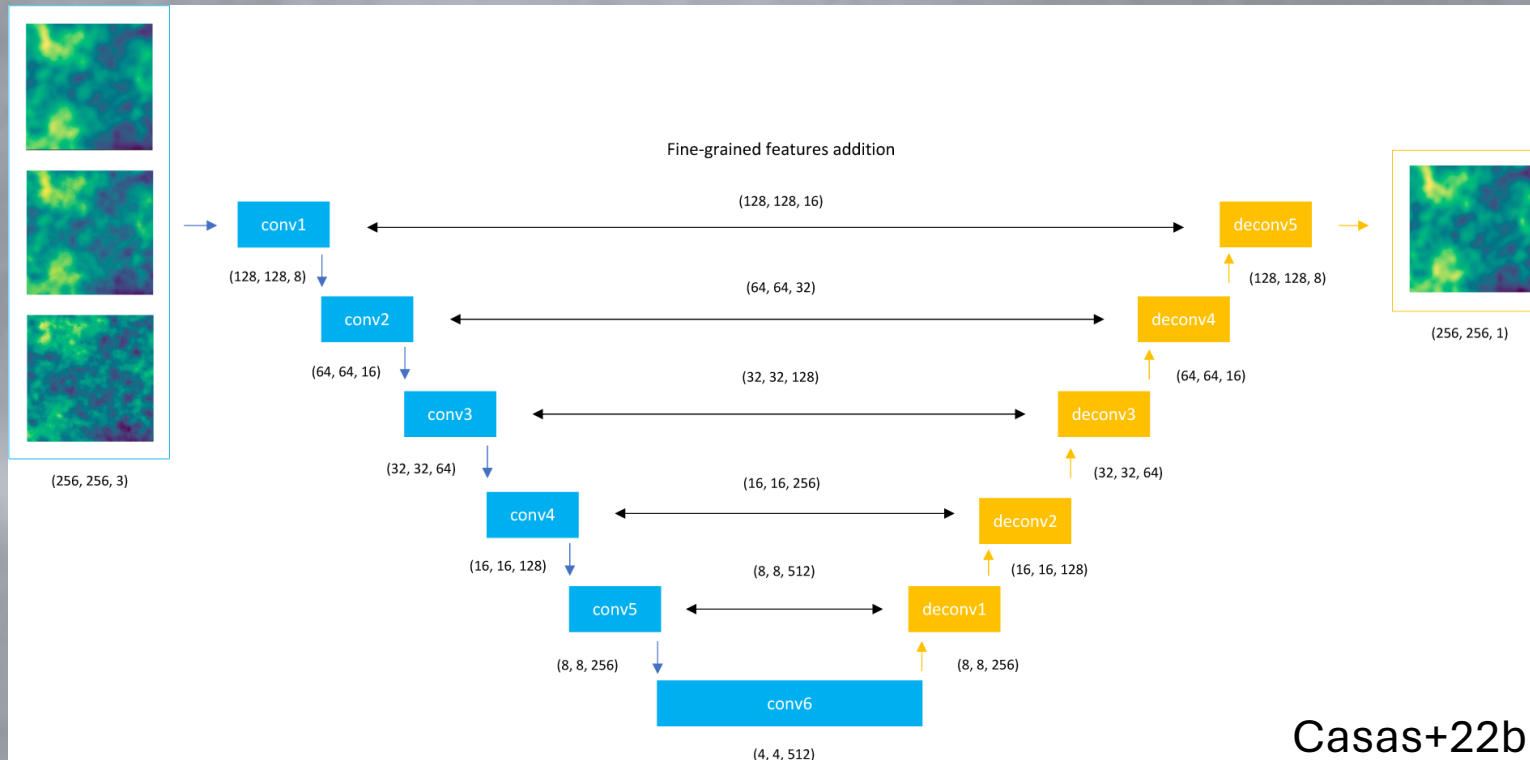 Fine-grained features addition
(128, 128, 16)
conv1
deconv5
(128, 128, 8)
(128, 128, 8)
(64, 64, 32)
conv2
deconv4
(256, 256, 1)
(64, 64, 16)
(64, 64, 16)
(32, 32, 128)
conv3
deconv3
(32, 32, 64)
(32, 32, 64)
(256, 256, 3)
(16, 16, 256)
conv4
deconv2
(16, 16, 128)
(16, 16, 128)
(8, 8, 512)
conv5
deconv1
(8, 8, 256)
(8, 8, 256)
conv6
(4, 4, 512)
Casas+22b